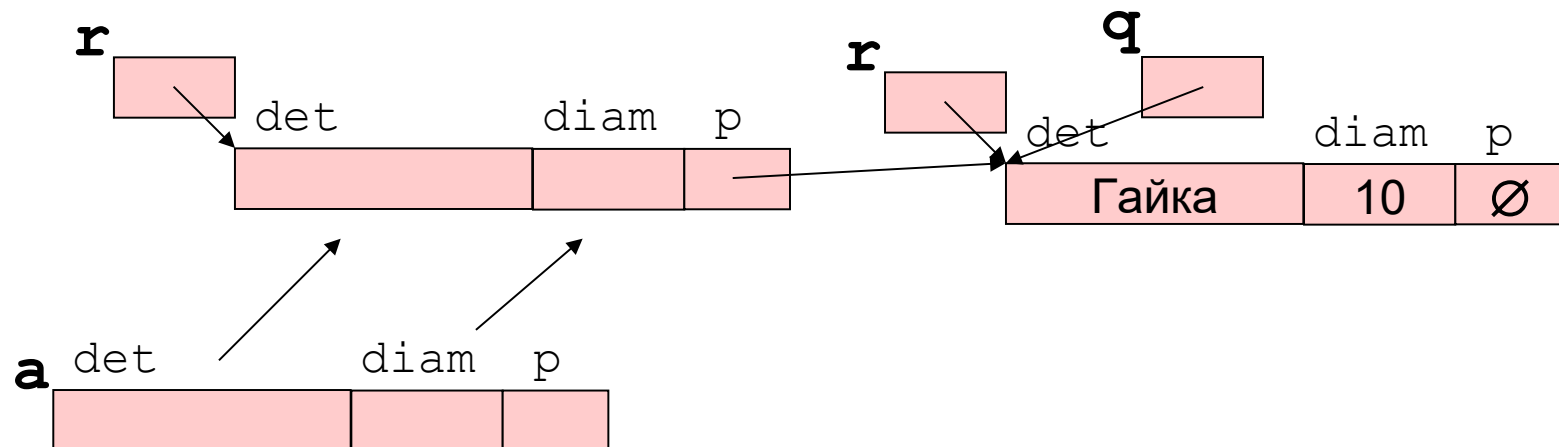 r
r
q
det diam p
det diam p
Гайка 10 ∅
det diam p
a